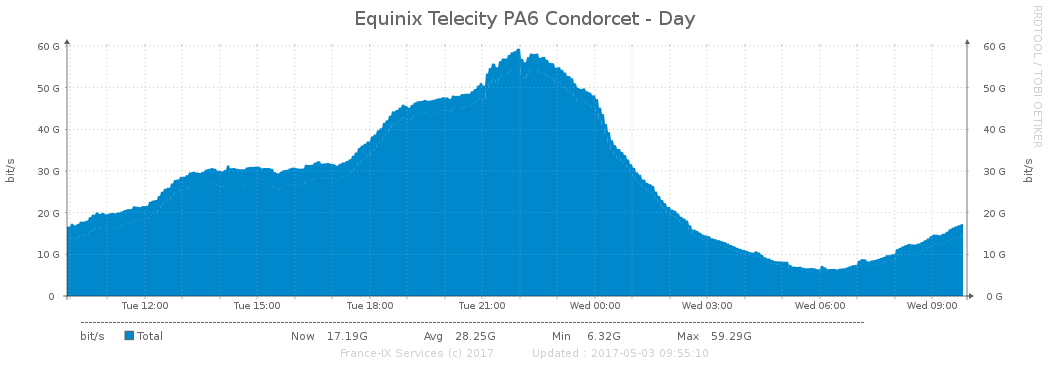 Equinix Telecity PA6 Condorcet - Day
RRDTOOL / TOBI OETIKER
60 G 60 G
50 G 50 G
40 G 40 G
30 G 30 G
20 G 20 G
10 G 10 G
0 0 G
bit/s
bit/s
Tue 12:00 Tue 15:00 Tue 18:00 Tue 21:00 Wed 00:00 Wed 03:00 Wed 06:00 Wed 09:00
bit/s Total Now 17.19G Avg 28.25G Min 6.32G Max 59.29G
France-IX Services (c) 2017 Updated : 2017-05-03 09:55:10